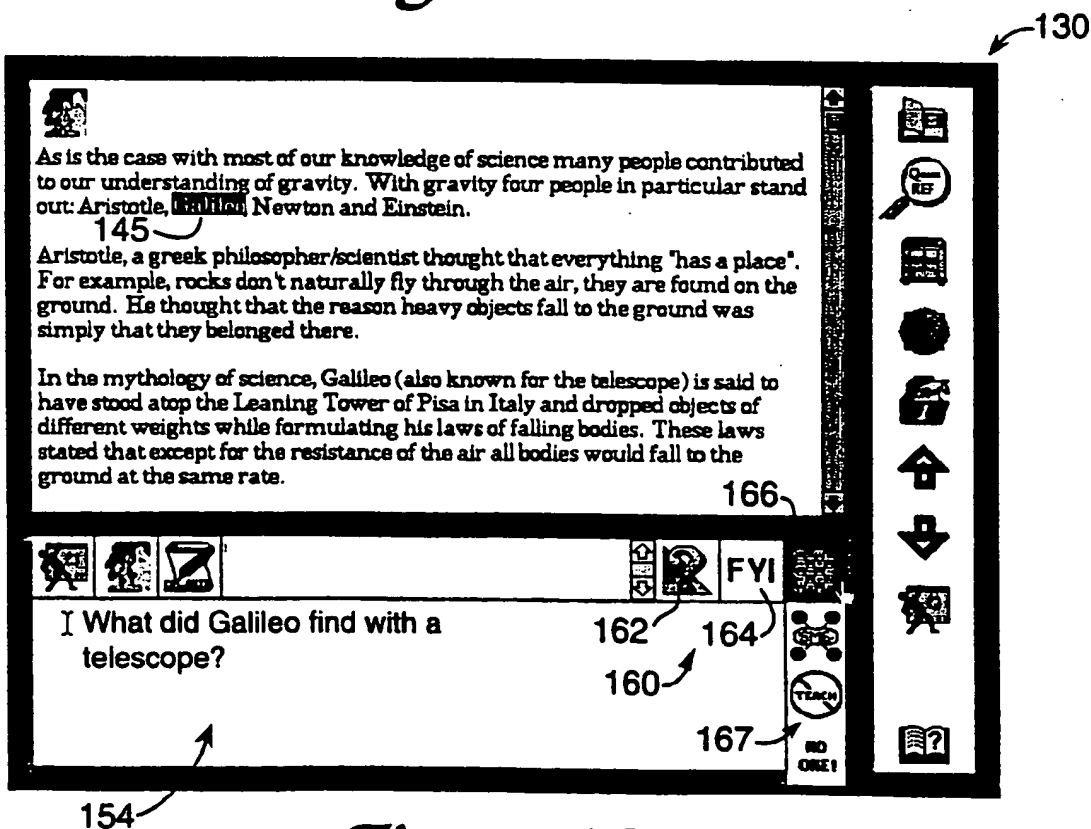 130
As is the case with most of our knowledge of science many people contributed
to our understanding of gravity. With gravity four people in particular stand
out: Aristotle, Galileo, Newton and Einstein.
145
Aristotle, a greek philosopher/scientist thought that everything "has a place".
For example, rocks don't naturally fly through the air, they are found on the
ground. He thought that the reason heavy objects fall to the ground was
simply that they belonged there.
In the mythology of science, Galileo (also known for the telescope) is said to
have stood atop the Leaning Tower of Pisa in Italy and dropped objects of
different weights while formulating his laws of falling bodies. These laws
stated that except for the resistance of the air all bodies would fall to the
ground at the same rate.
REF
166
FYI
What did Galileo find with a
telescope?
162
164
160
TEACH
167
NO
ONE!
?
154